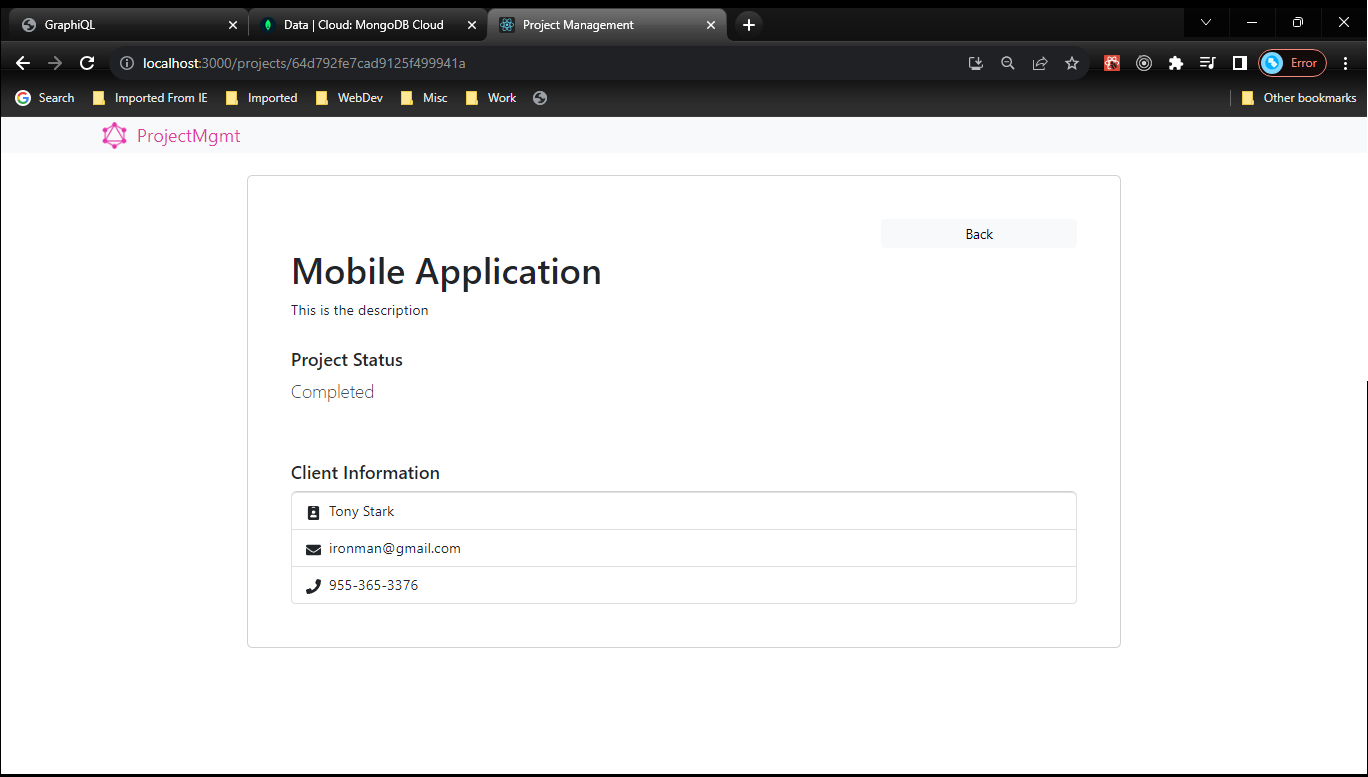 GraphiQL
Data | Cloud: MongoDB Cloud
Project Management
localhost:3000/projects/64d792fe7cad9125f499941a
Error
Search
Imported From IE
Imported
WebDev
Misc
Work
Other bookmarks
ProjectMgmt
Back
Mobile Application
This is the description
Project Status
Completed
Client Information
Tony Stark
ironman@gmail.com
955-365-3376